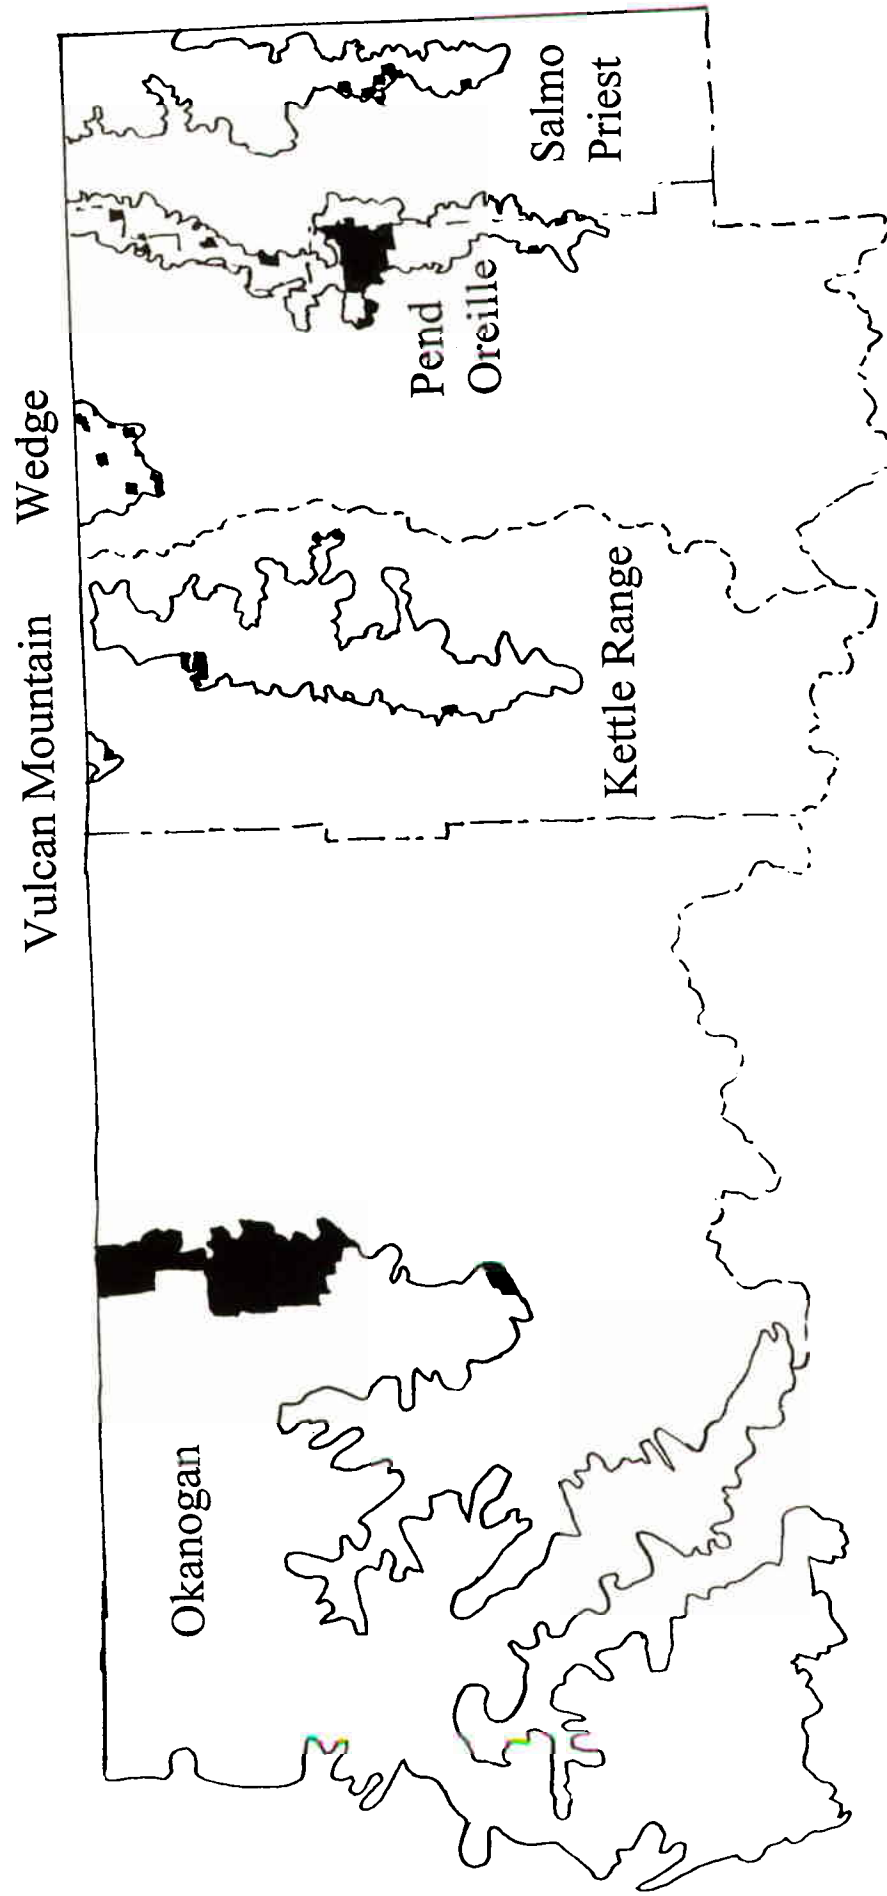 Vulcan Mountain
Wedge
Okanogan
Kettle Range
Pend
Oreille
Salmo
Priest